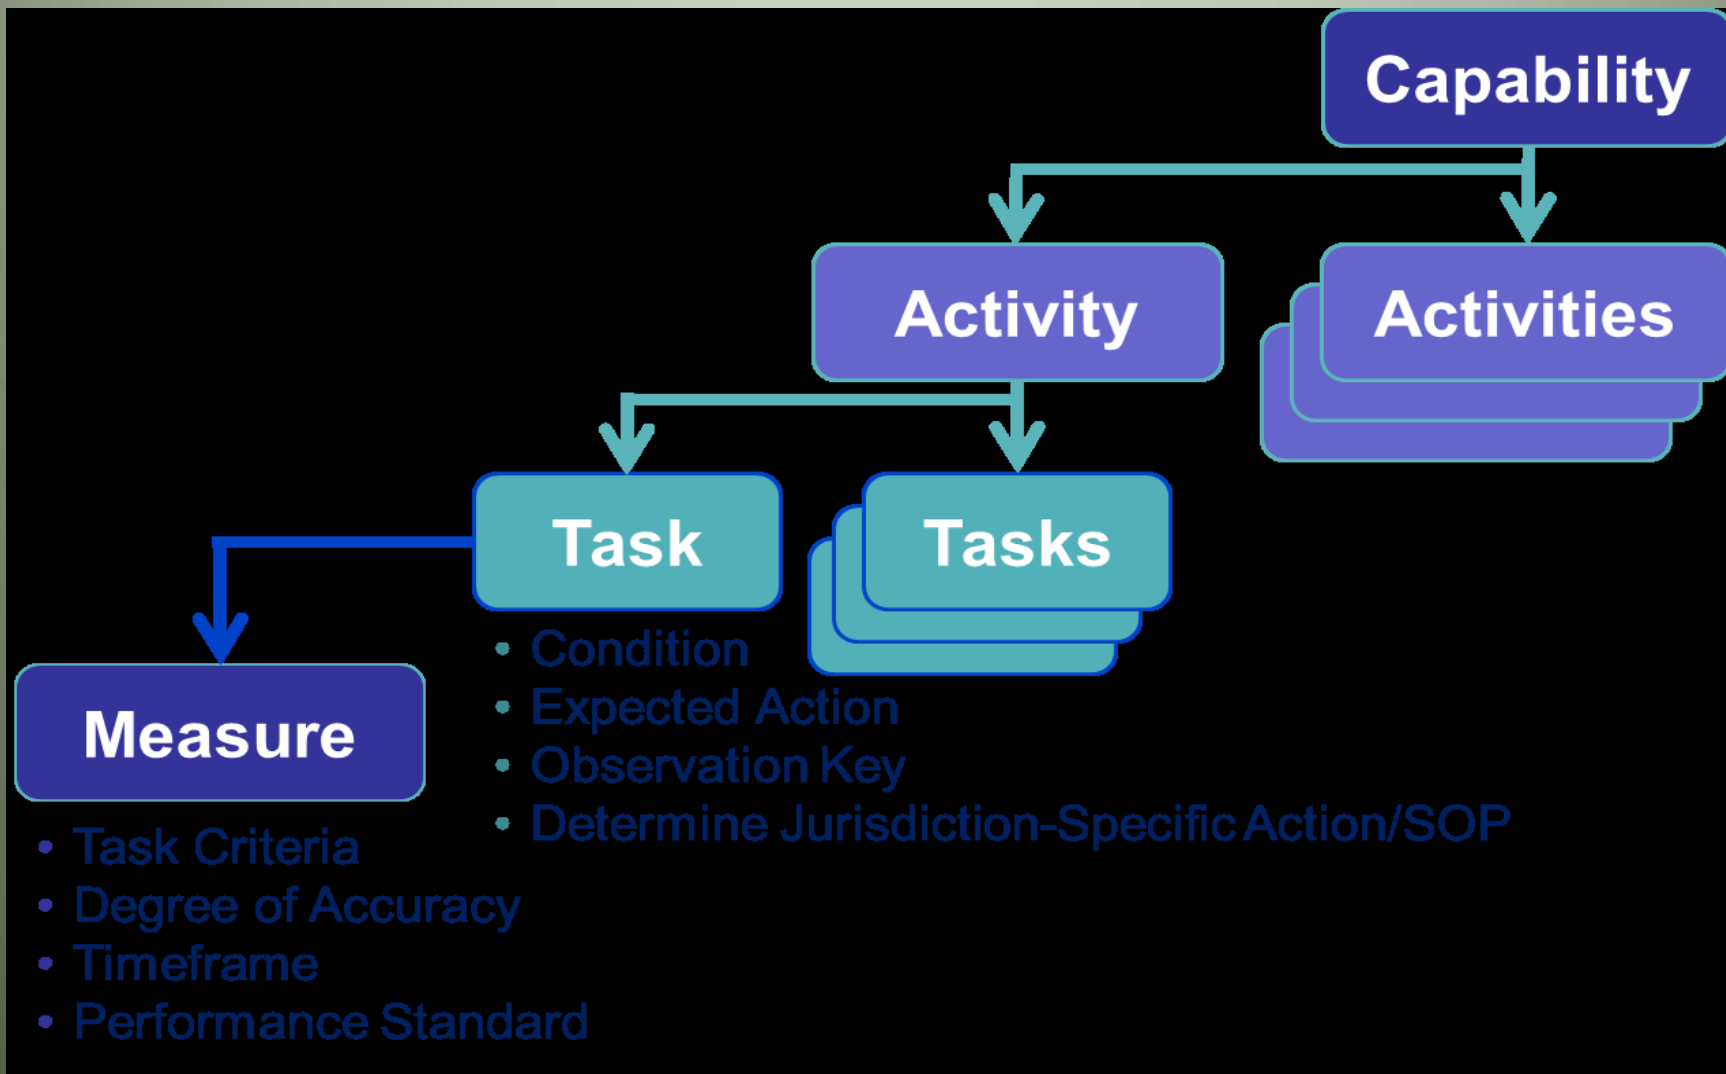 Capability
Activity
Activities
Task
Tasks
• Condition
• Expected Action
• Observation Key
• Determine Jurisdiction-Specific Action/SOP
Measure
• Task Criteria
• Degree of Accuracy
• Timeframe
• Performance Standard